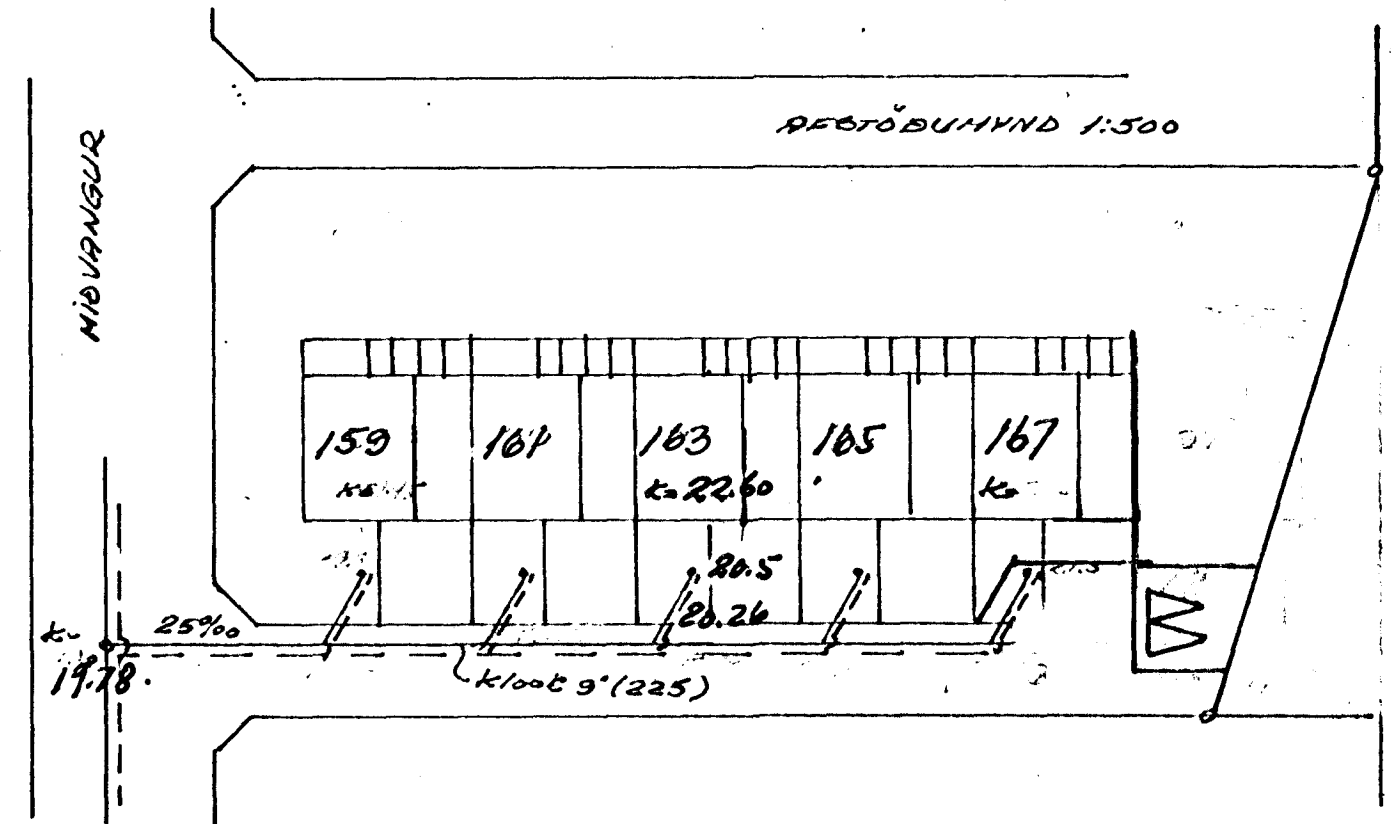 AFSTÖÐUMYND 1:500
MIÐVANGUR
159
161
163
165
167
K= 22.60
K=
20.5
20.26
25‰
K=
19.78.
Kloak 9" (225)